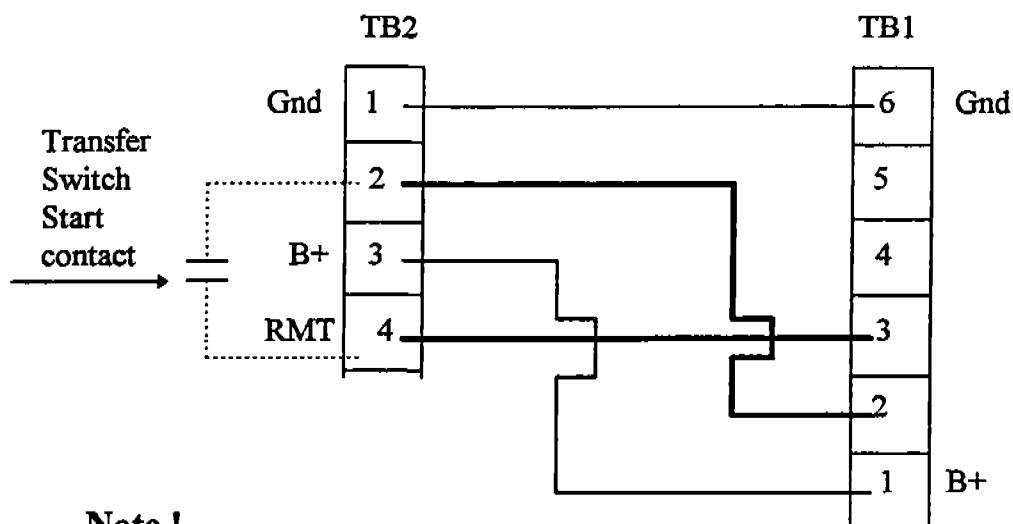 TB2
TB1
Gnd
1
6
Gnd
Transfer
Switch
Start
contact
2
5
B+
3
4
RMT
4
3
2
1
B+
Note !